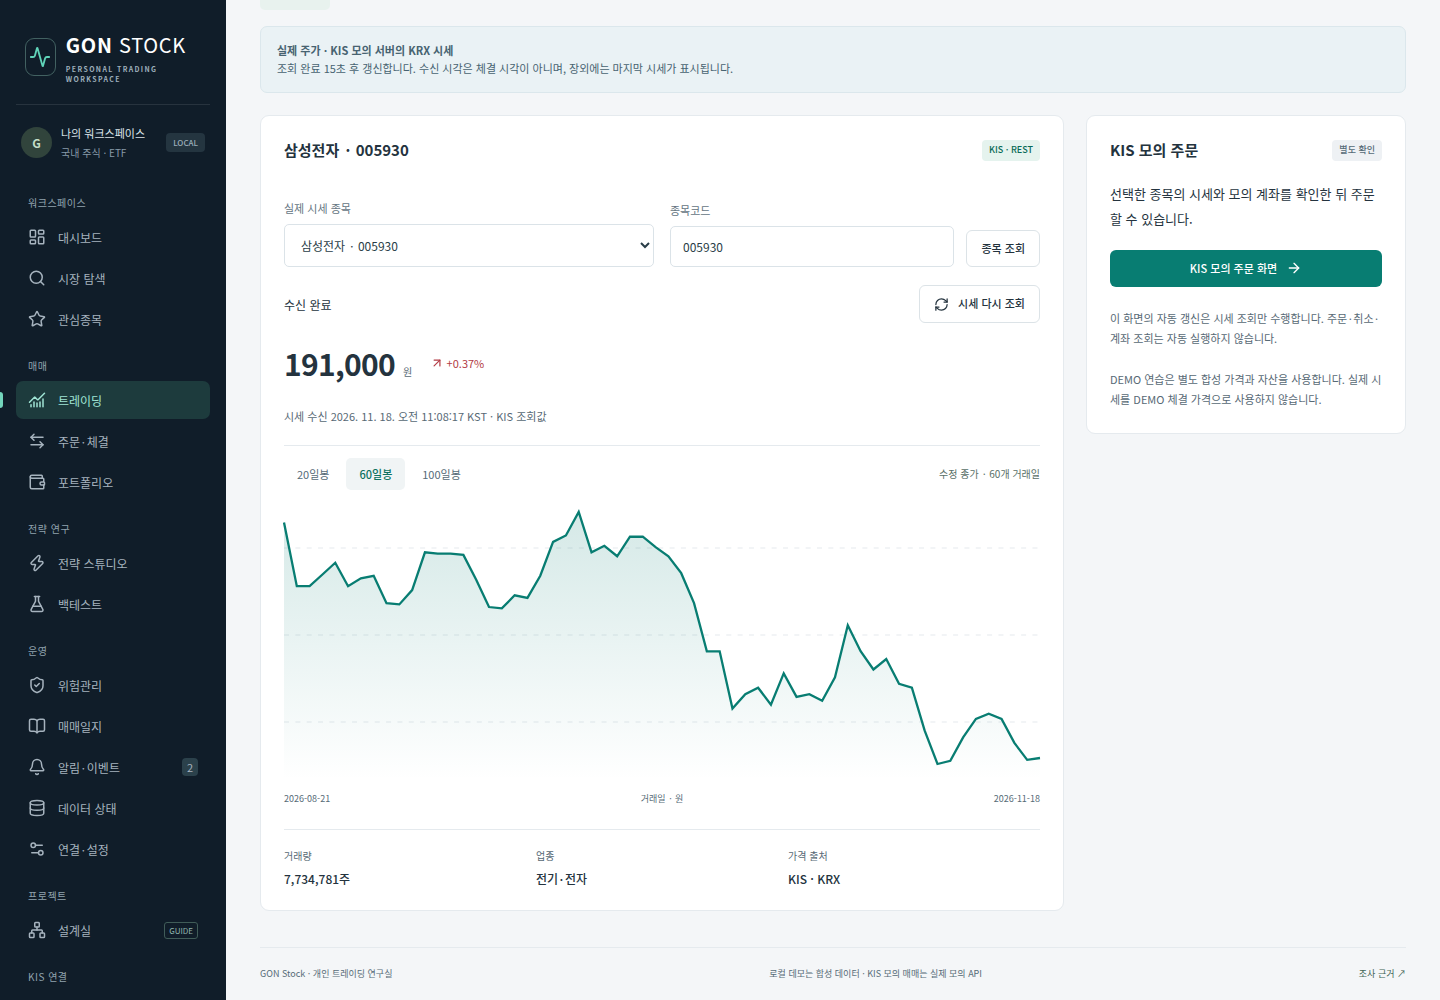 GON STOCK
PERSONAL TRADING
WORKSPACE
G
나의 워크스페이스
국내 주식 · ETF
LOCAL
워크스페이스
대시보드
시장 탐색
관심종목
매매
트레이딩
주문·체결
포트폴리오
전략 연구
전략 스튜디오
백테스트
운영
위험관리
매매일지
알림·이벤트
2
데이터 상태
연결·설정
프로젝트
설계실
GUIDE
KIS 연결
실제 주가 · KIS 모의 서버의 KRX 시세
조회 완료 15초 후 갱신합니다. 수신 시각은 체결 시각이 아니며, 장외에는 마지막 시세가 표시됩니다.
삼성전자 · 005930
KIS · REST
실제 시세 종목
종목코드
삼성전자 · 005930
005930
종목 조회
수신 완료
시세 다시 조회
191,000 원
+0.37%
시세 수신 2026. 11. 18. 오전 11:08:17 KST · KIS 조회값
20일봉
60일봉
100일봉
수정 종가 · 60개 거래일
2026-08-21
거래일 · 원
2026-11-18
거래량
업종
가격 출처
7,734,781주
전기·전자
KIS · KRX
KIS 모의 주문
별도 확인
선택한 종목의 시세와 모의 계좌를 확인한 뒤 주문
할 수 있습니다.
KIS 모의 주문 화면 →
이 화면의 자동 갱신은 시세 조회만 수행합니다. 주문·취소·
계좌 조회는 자동 실행하지 않습니다.
DEMO 연습은 별도 합성 가격과 자산을 사용합니다. 실제 시
세를 DEMO 체결 가격으로 사용하지 않습니다.
GON Stock · 개인 트레이딩 연구실
로컬 데모는 합성 데이터 · KIS 모의 매매는 실제 모의 API
조사 근거 ↗